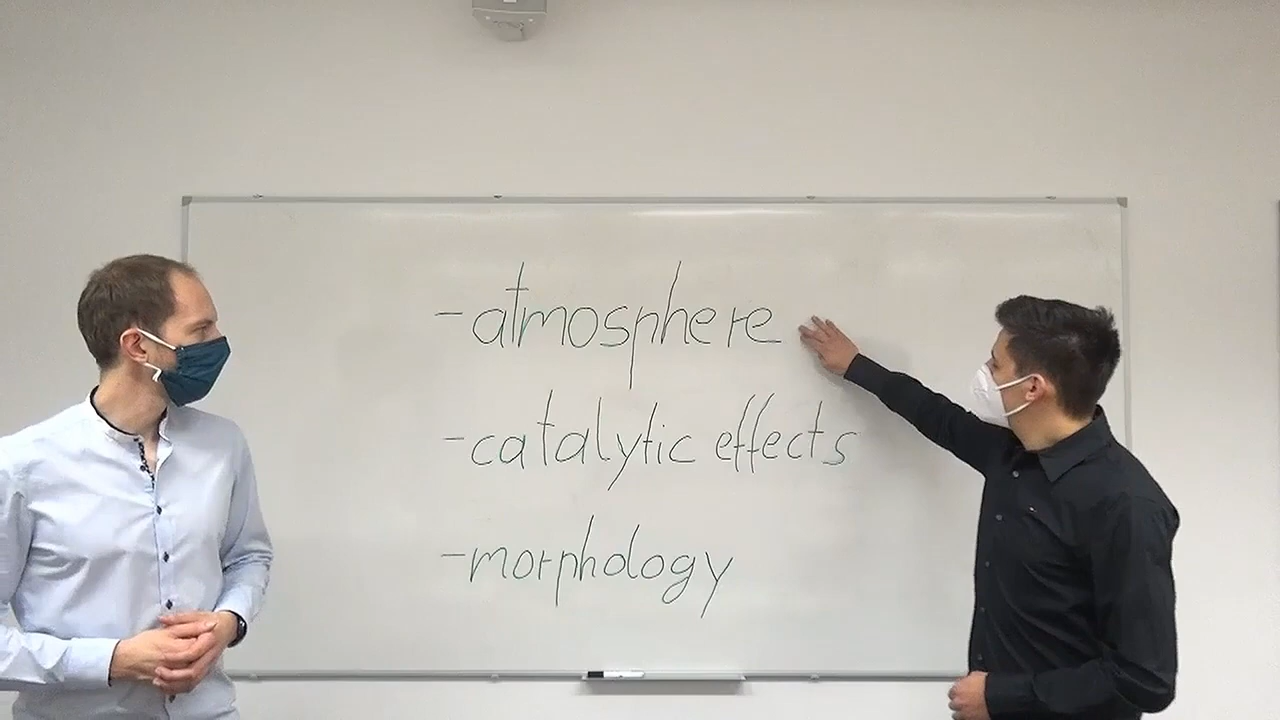 - atmosphere
- catalytic effects
- morphology